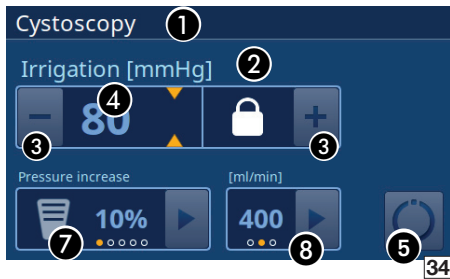 Cystoscopy 1
Irrigation [mmHg] 2
− 80 4 +
3 3
Pressure increase [ml/min]
10% 400
7 8 5
34